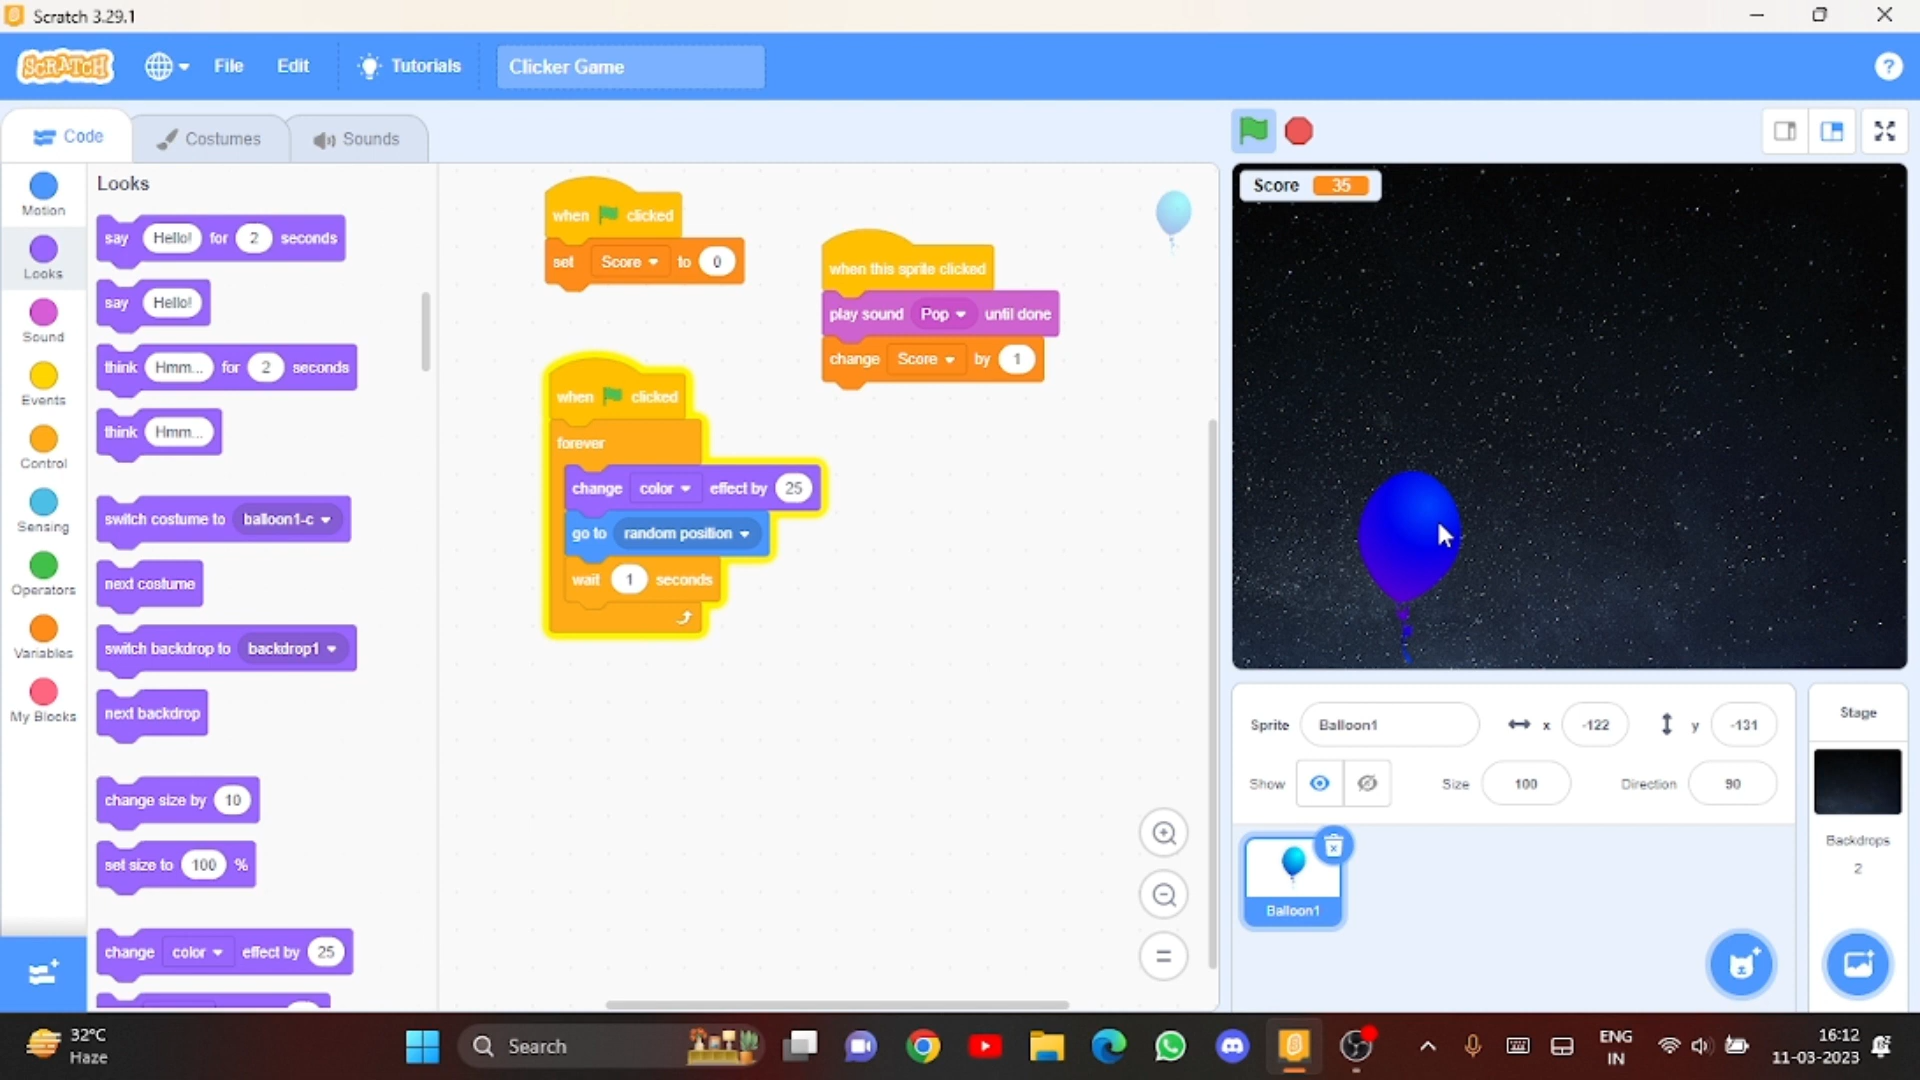 Scratch 3.29.1
SCRATCH File Edit Tutorials Clicker Game ?
Code Costumes Sounds
Motion
Looks
Sound
Events
Control
Sensing
Operators
Variables
My Blocks
Looks
say Hello! for 2 seconds
say Hello!
think Hmm... for 2 seconds
think Hmm...
switch costume to balloon1-c
next costume
switch backdrop to backdrop1
next backdrop
change size by 10
set size to 100 %
change color effect by 25
when clicked
set Score to 0
when this sprite clicked
play sound Pop until done
change Score by 1
when clicked
forever
change color effect by 25
go to random position
wait 1 seconds
Score 35
Sprite Balloon1 x -122 y -131
Show Size 100 Direction 90
Balloon1
Stage
Backdrops
2
32°C
Haze
Search
ENG
IN
16:12
11-03-2023